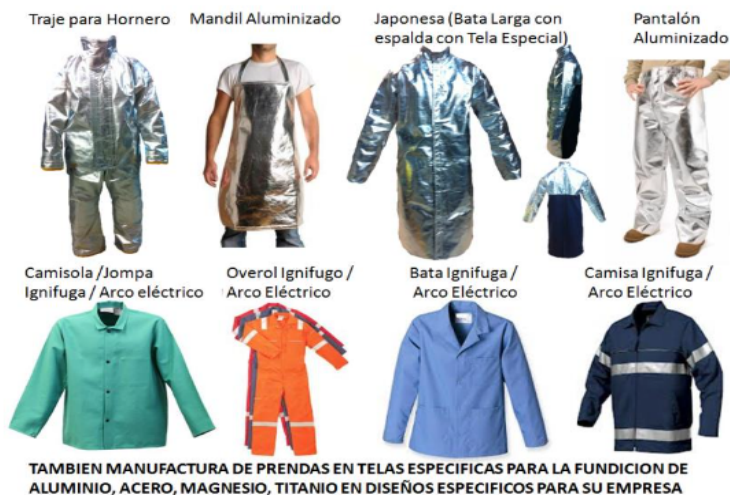 Traje para Hornero
Mandil Aluminizado
Japonesa (Bata Larga con
espalda con Tela Especial)
Pantalón
Aluminizado
Camisola /Jompa
Ignifuga / Arco eléctrico
Overol Ignifugo /
Arco Eléctrico
Bata Ignifuga /
Arco Eléctrico
Camisa Ignifuga /
Arco Eléctrico
TAMBIEN MANUFACTURA DE PRENDAS EN TELAS ESPECIFICAS PARA LA FUNDICION DE
ALUMINIO, ACERO, MAGNESIO, TITANIO EN DISEÑOS ESPECIFICOS PARA SU EMPRESA